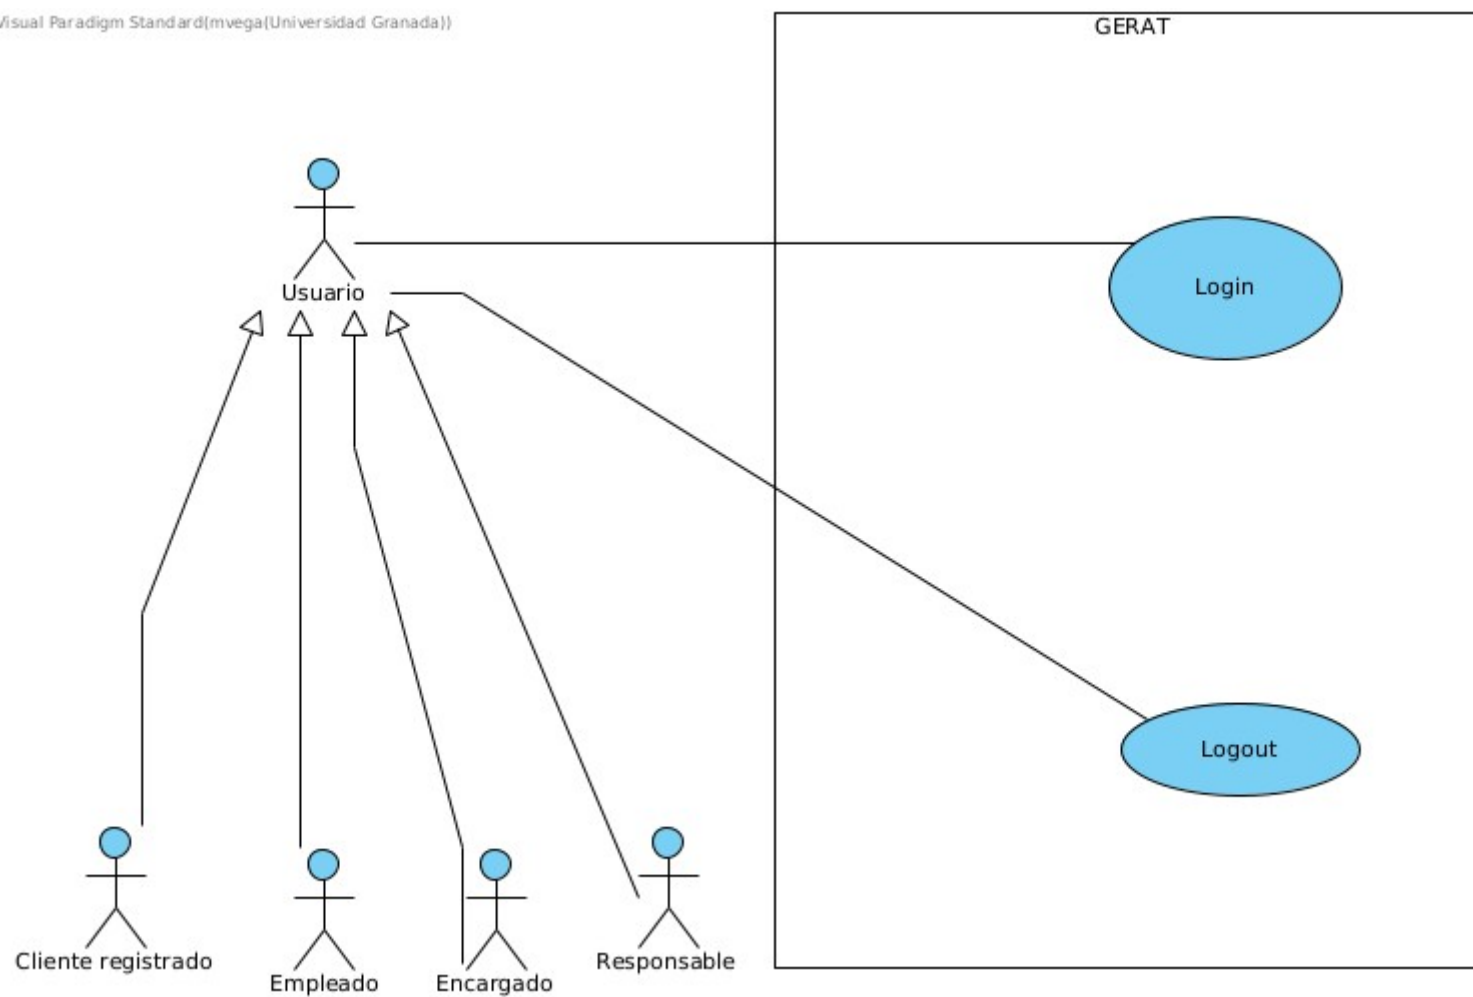 Visual Paradigm Standard(mvega(Universidad Granada))
GERAT
Login
Usuario
Logout
Cliente registrado
Empleado
Encargado
Responsable